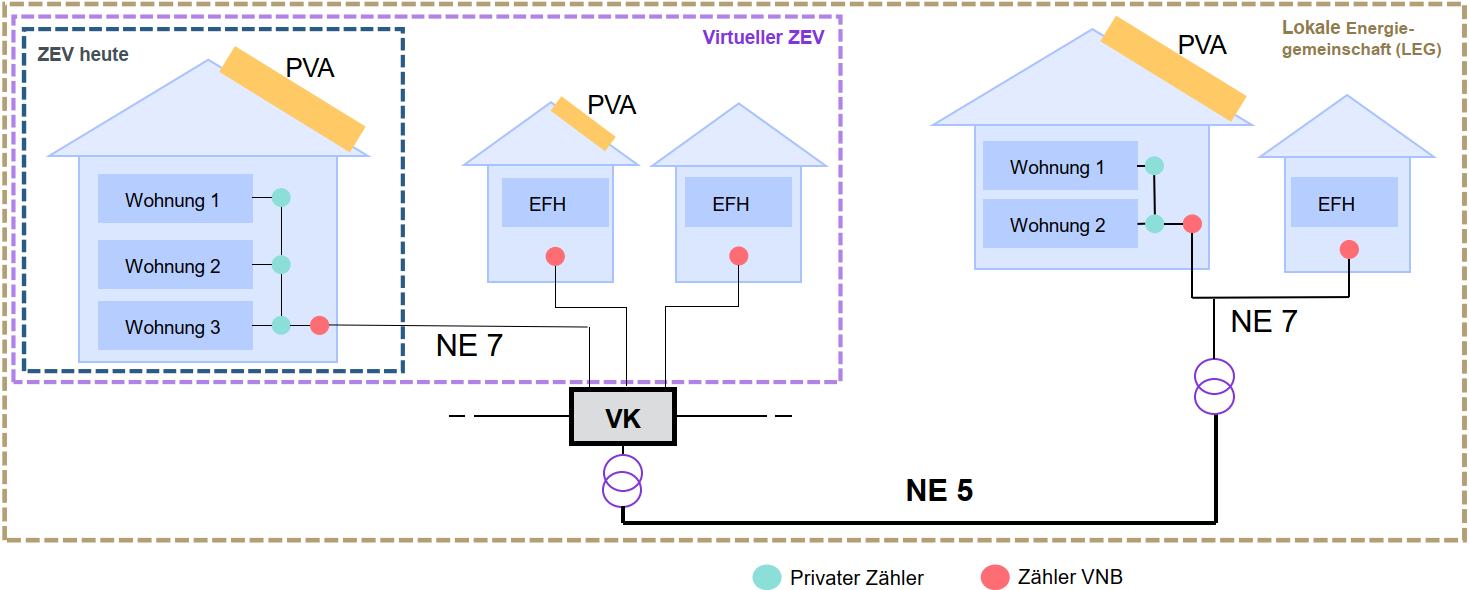 ZEV heute
PVA
Wohnung 1
Wohnung 2
Wohnung 3
Virtueller ZEV
PVA
EFH
EFH
NE 7
VK
Lokale Energie-
gemeinschaft (LEG)
PVA
Wohnung 1
Wohnung 2
EFH
NE 7
NE 5
Privater Zähler
Zähler VNB